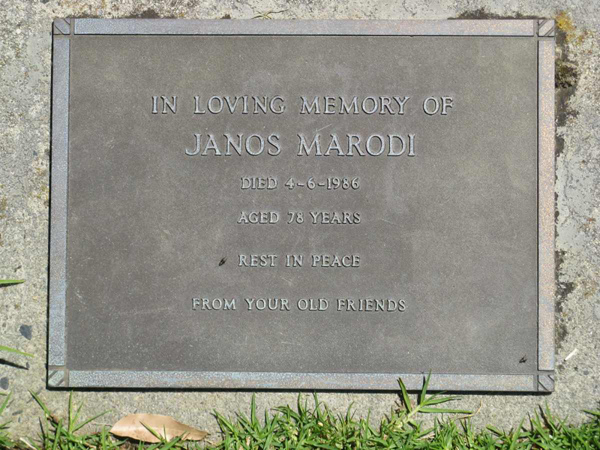 IN LOVING MEMORY OF
JANOS MARODI
DIED 4-6-1986
AGED 78 YEARS
REST IN PEACE
FROM YOUR OLD FRIENDS